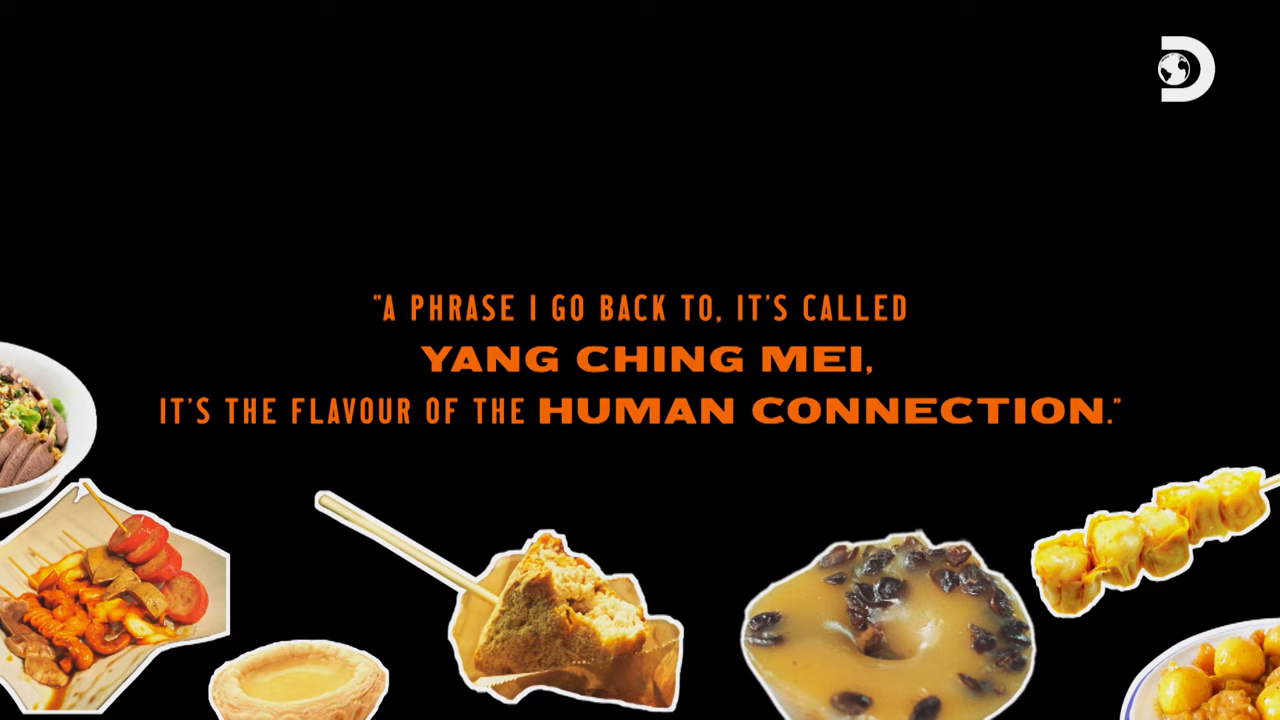 "A PHRASE I GO BACK TO, IT'S CALLED
YANG CHING MEI,
IT'S THE FLAVOUR OF THE HUMAN CONNECTION."